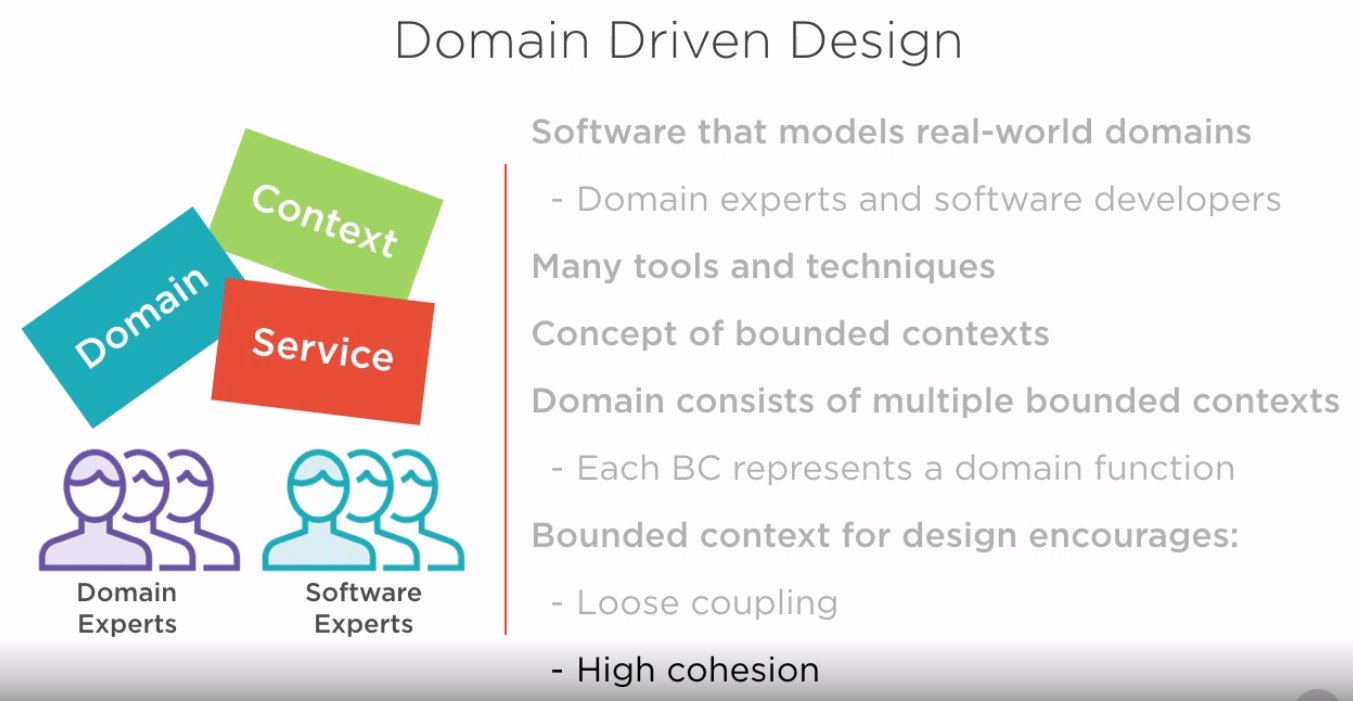 Domain Driven Design
Context
Domain
Service
Domain
Experts
Software
Experts
Software that models real-world domains
- Domain experts and software developers
Many tools and techniques
Concept of bounded contexts
Domain consists of multiple bounded contexts
- Each BC represents a domain function
Bounded context for design encourages:
- Loose coupling
- High cohesion